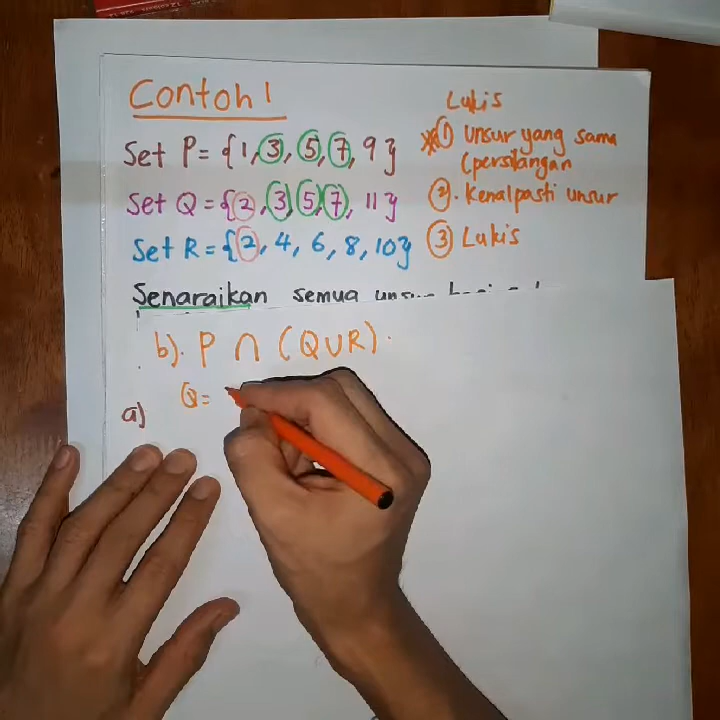 Contoh 1
Set P = {1, 3, 5, 7, 9}
Set Q = {2, 3, 5, 7, 11}
Set R = {2, 4, 6, 8, 10}
Senaraikan semua
b). P ∩ (Q ∪ R).
Q =
a)
Lukis
① Unsur yang sama
(persilangan
②. Kenalpasti unsur
③ Lukis